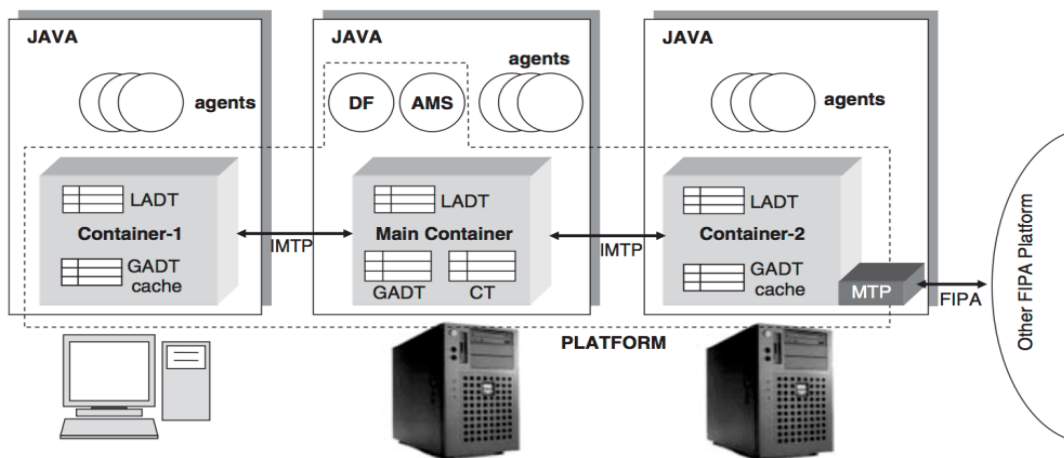 JAVA
agents
LADT
Container-1
GADT
cache
IMTP
JAVA
DF
AMS
agents
LADT
Main Container
GADT
CT
IMTP
JAVA
agents
LADT
Container-2
GADT
cache
MTP
FIPA
Other FIPA Platform
PLATFORM